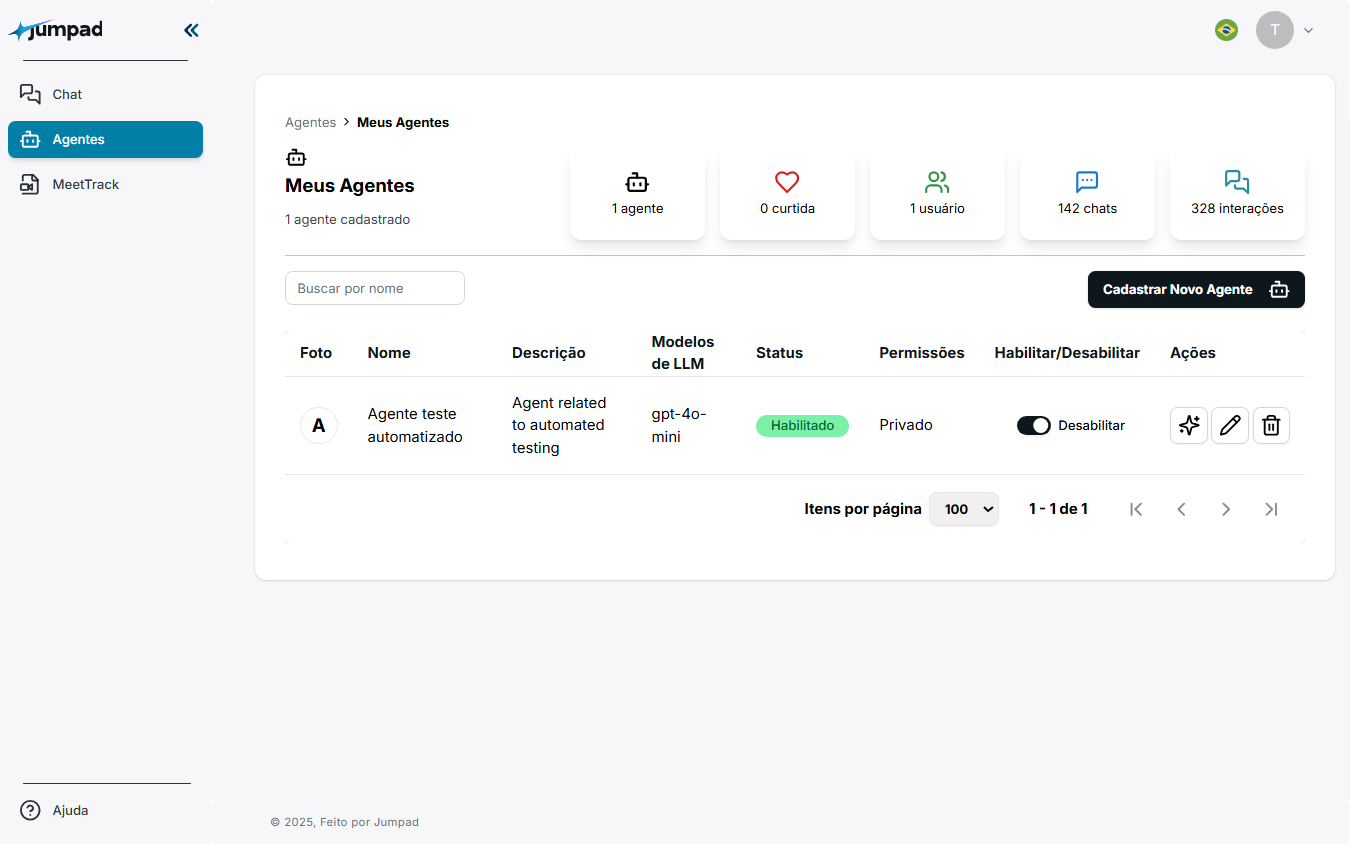 jumpad
T
Chat
Agentes
MeetTrack
Agentes > Meus Agentes
Meus Agentes
1 agente cadastrado
1 agente
0 curtida
1 usuário
142 chats
328 interações
Buscar por nome
Cadastrar Novo Agente
Foto
Nome
Descrição
Modelos
de LLM
Status
Permissões
Habilitar/Desabilitar
Ações
A
Agente teste
automatizado
Agent related
to automated
testing
gpt-4o-
mini
Habilitado
Privado
Desabilitar
Itens por página
100
1 - 1 de 1
Ajuda
© 2025, Feito por Jumpad